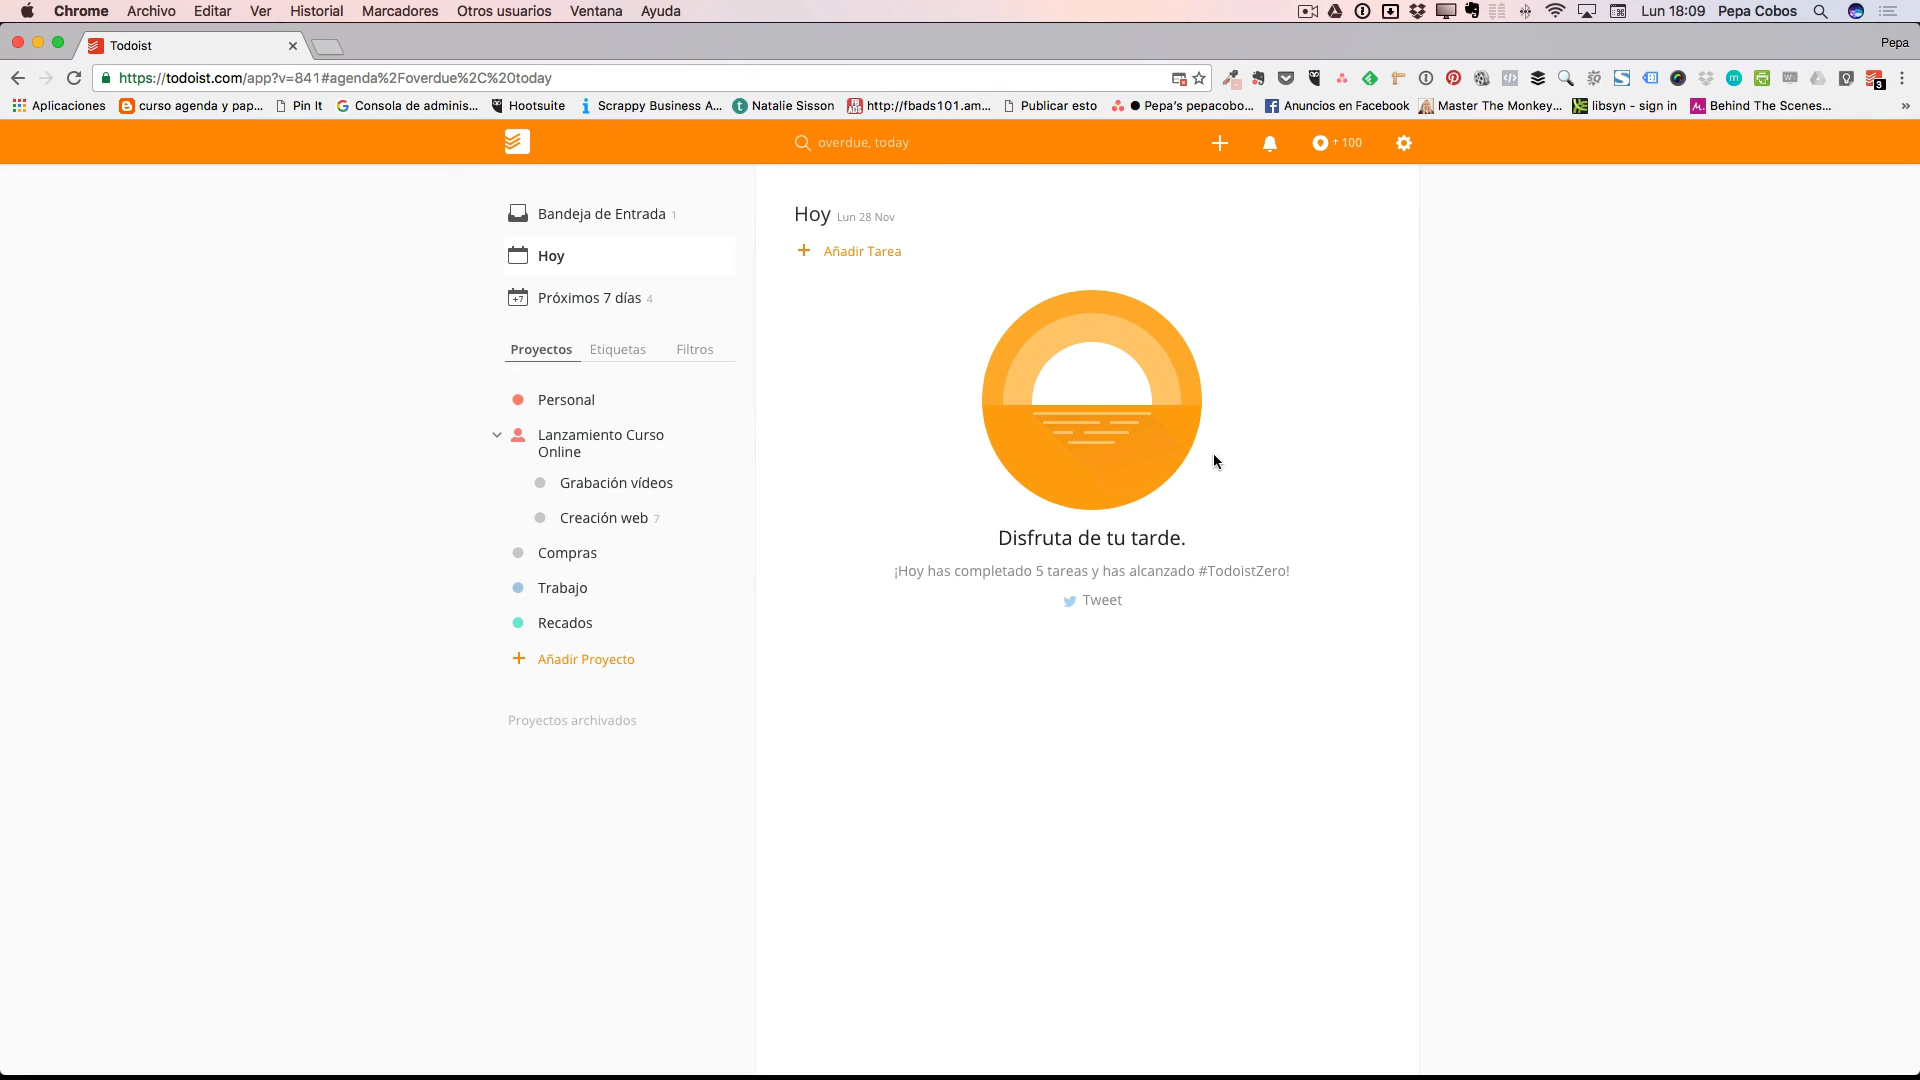 Chrome Archivo Editar Ver Historial Marcadores Otros usuarios Ventana Ayuda Lun 18:09 Pepa Cobos
Todoist Pepa
https://todoist.com/app?v=841#agenda%2Foverdue%2C%20today
Aplicaciones curso agenda y pap... Pin It Consola de adminis... Hootsuite Scrappy Business A... Natalie Sisson http://fbads101.am... Publicar esto Pepa's pepacobo... Anuncios en Facebook Master The Monkey... libsyn - sign in Behind The Scenes...
overdue, today 100
Bandeja de Entrada 1
Hoy
+7 Próximos 7 días 4
Proyectos Etiquetas Filtros
Personal
Lanzamiento Curso
Online
Grabación vídeos
Creación web 7
Compras
Trabajo
Recados
+ Añadir Proyecto
Proyectos archivados
Hoy Lun 28 Nov
+ Añadir Tarea
Disfruta de tu tarde.
¡Hoy has completado 5 tareas y has alcanzado #TodoistZero!
Tweet